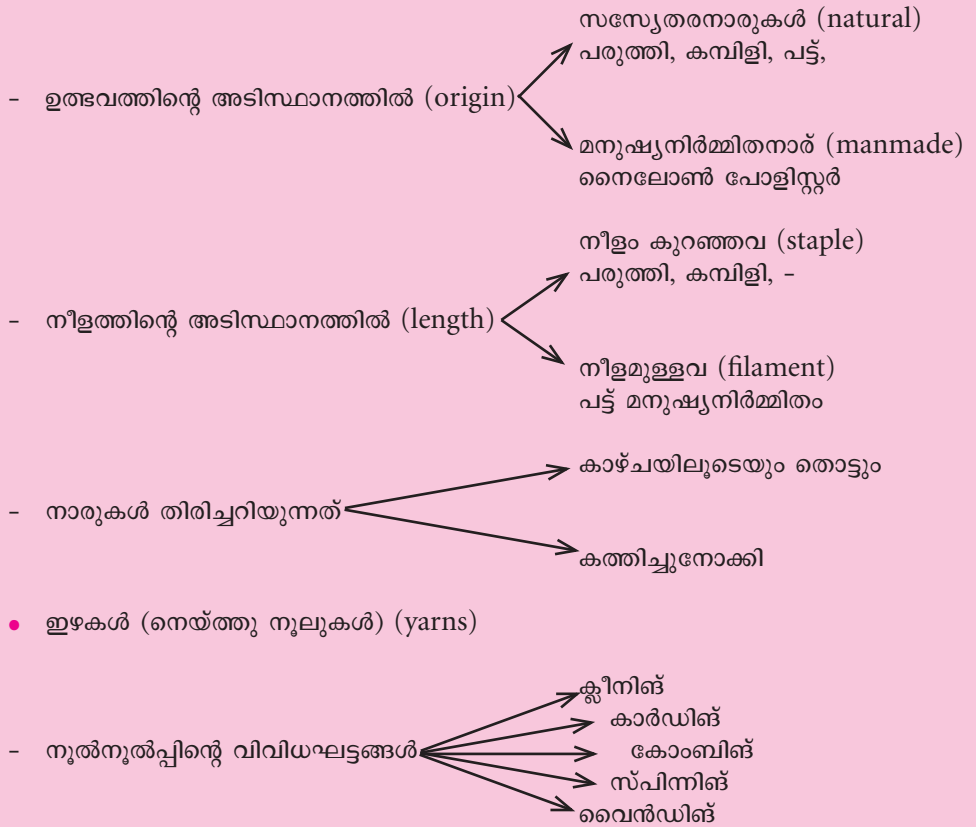 സസ്യേതരനാരുകൾ (natural)
പരുത്തി, കമ്പിളി, പട്ട്,
- ഉത്ഭവത്തിന്റെ അടിസ്ഥാനത്തിൽ (origin)
മനുഷ്യനിർമ്മിതനാര് (manmade)
നൈലോൺ പോളിസ്റ്റർ
നീളം കുറഞ്ഞവ (staple)
പരുത്തി, കമ്പിളി, -
- നീളത്തിന്റെ അടിസ്ഥാനത്തിൽ (length)
നീളമുള്ളവ (filament)
പട്ട് മനുഷ്യനിർമ്മിതം
കാഴ്ചയിലൂടെയും തൊട്ടും
- നാരുകൾ തിരിച്ചറിയുന്നത്
കത്തിച്ചുനോക്കി
• ഇഴകൾ (നെയ്ത്തു നൂലുകൾ) (yarns)
ക്ലീനിങ്
കാർഡിങ്
- നൂൽനൂൽപ്പിന്റെ വിവിധഘട്ടങ്ങൾ
കോംബിങ്
സ്പിന്നിങ്
വൈൻഡിങ്